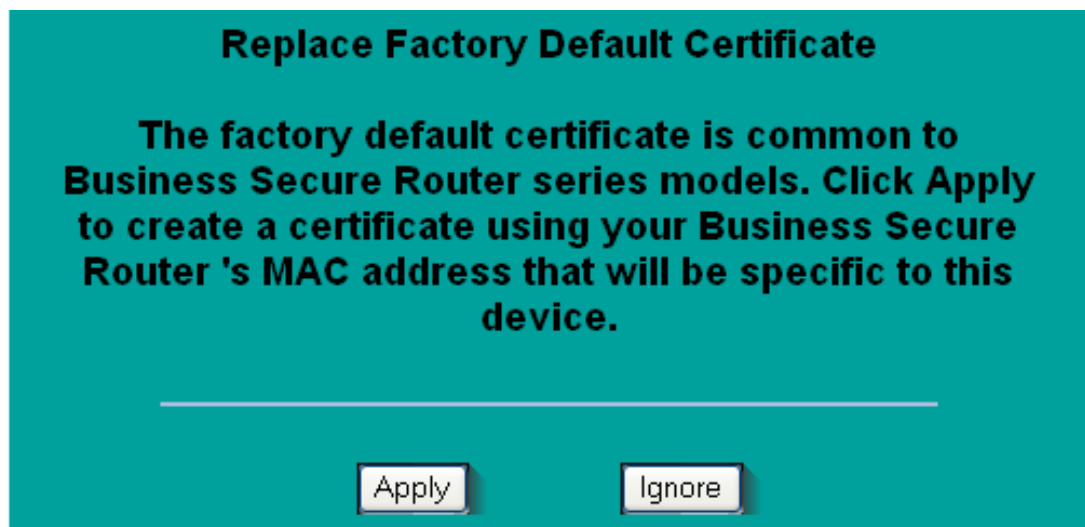 Replace Factory Default Certificate
The factory default certificate is common to
Business Secure Router series models. Click Apply
to create a certificate using your Business Secure
Router 's MAC address that will be specific to this
device.
Apply
Ignore